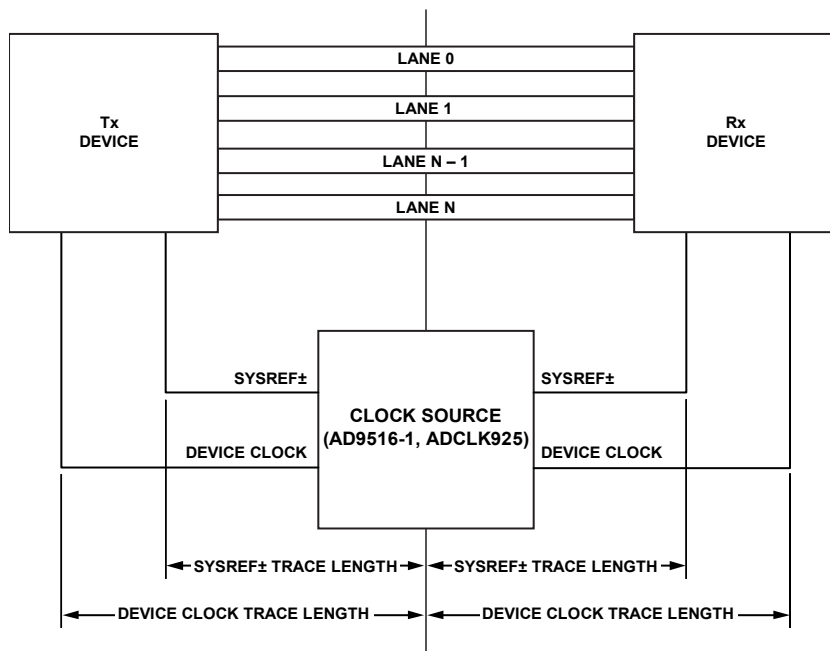 LANE 0
LANE 1
Tx
DEVICE
Rx
DEVICE
LANE N – 1
LANE N
SYSREF±
SYSREF±
CLOCK SOURCE
(AD9516-1, ADCLK925)
DEVICE CLOCK
DEVICE CLOCK
SYSREF± TRACE LENGTH
SYSREF± TRACE LENGTH
DEVICE CLOCK TRACE LENGTH
DEVICE CLOCK TRACE LENGTH